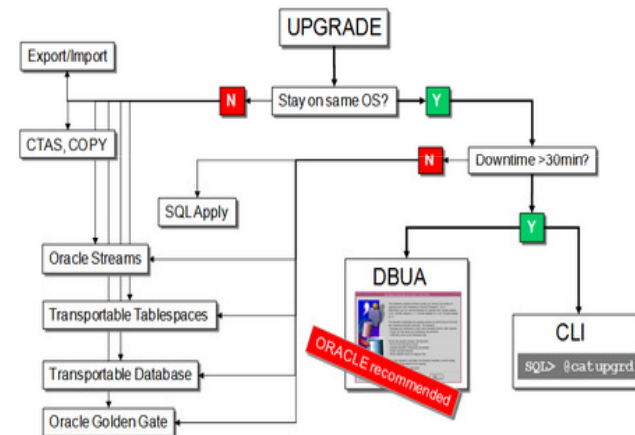 UPGRADE
Export/Import
N
Stay on same OS?
Y
CTAS, COPY
N
Downtime >30min?
SQL Apply
Y
Oracle Streams
DBUA
Transportable Tablespaces
CLI
ORACLE recommended
SQL> @catupgrd
Transportable Database
Oracle Golden Gate